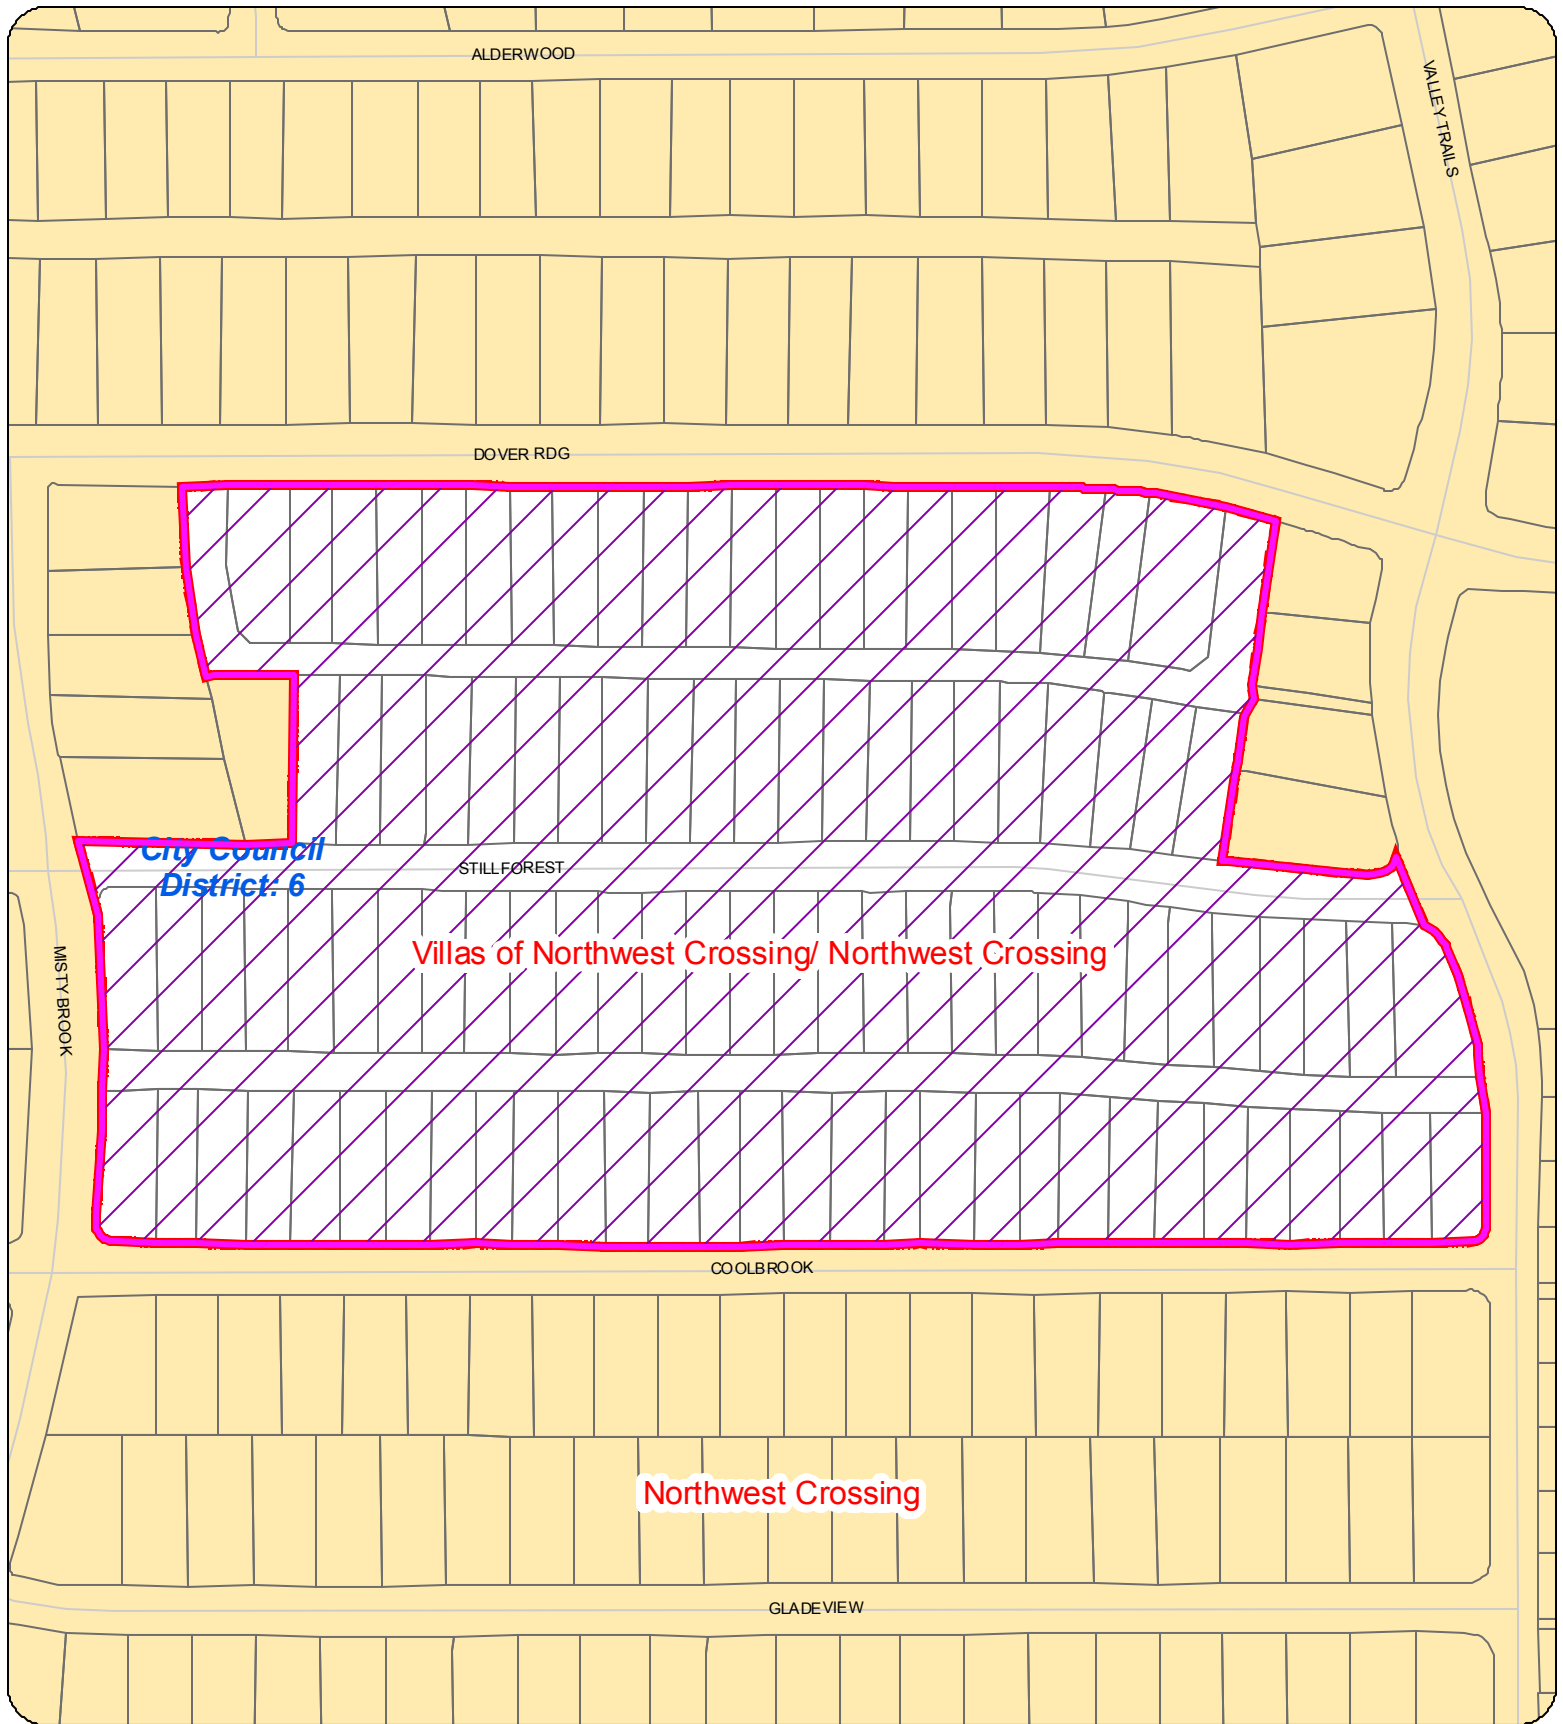 ALDERWOOD
VALLEY TRAILS
DOVER RDG
City Council
District: 6
STILLFOREST
Villas of Northwest Crossing/ Northwest Crossing
MISTY BROOK
COOLBROOK
Northwest Crossing
GLADEVIEW